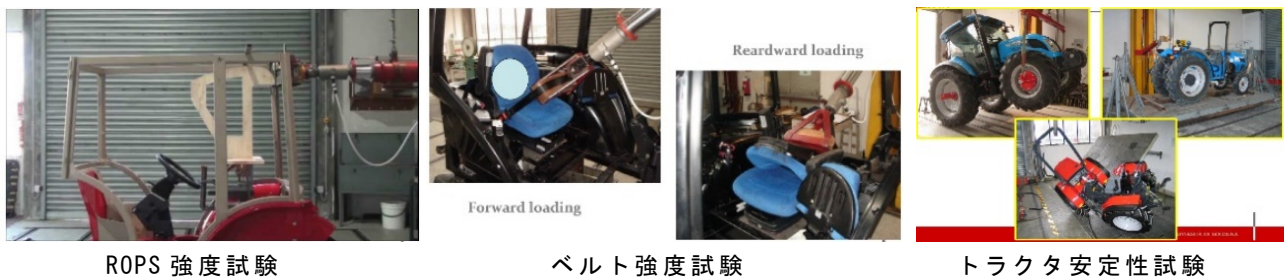 Reardward loading
Forward loading
ROPS 強度試験
ベルト強度試験
トラクタ安定性試験